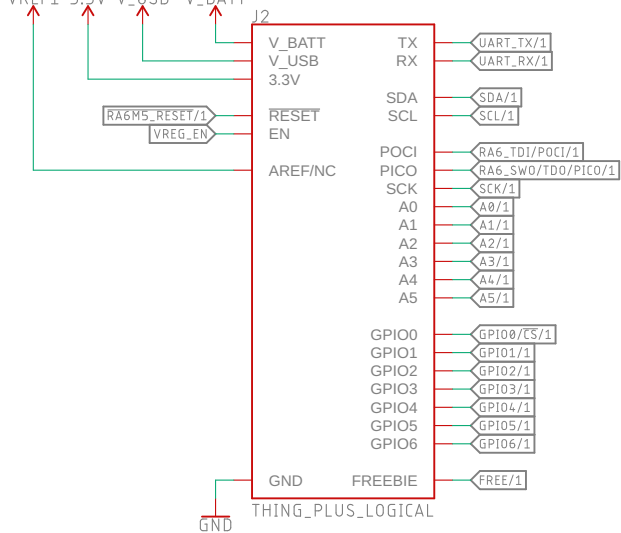 VREF1 3.3V V_USB V_BATT
J2
V_BATT TX UART_TX/1
V_USB RX UART_RX/1
3.3V
SDA SDA/1
RA6M5_RESET/1 RESET SCL SCL/1
VREG_EN EN
POCI RA6_TDI/POCI/1
AREF/NC PICO RA6_SWO/TDO/PICO/1
SCK SCK/1
A0 A0/1
A1 A1/1
A2 A2/1
A3 A3/1
A4 A4/1
A5 A5/1
GPIO0 GPIO0/CS/1
GPIO1 GPIO1/1
GPIO2 GPIO2/1
GPIO3 GPIO3/1
GPIO4 GPIO4/1
GPIO5 GPIO5/1
GPIO6 GPIO6/1
GND FREEBIE FREE/1
THING_PLUS_LOGICAL
GND